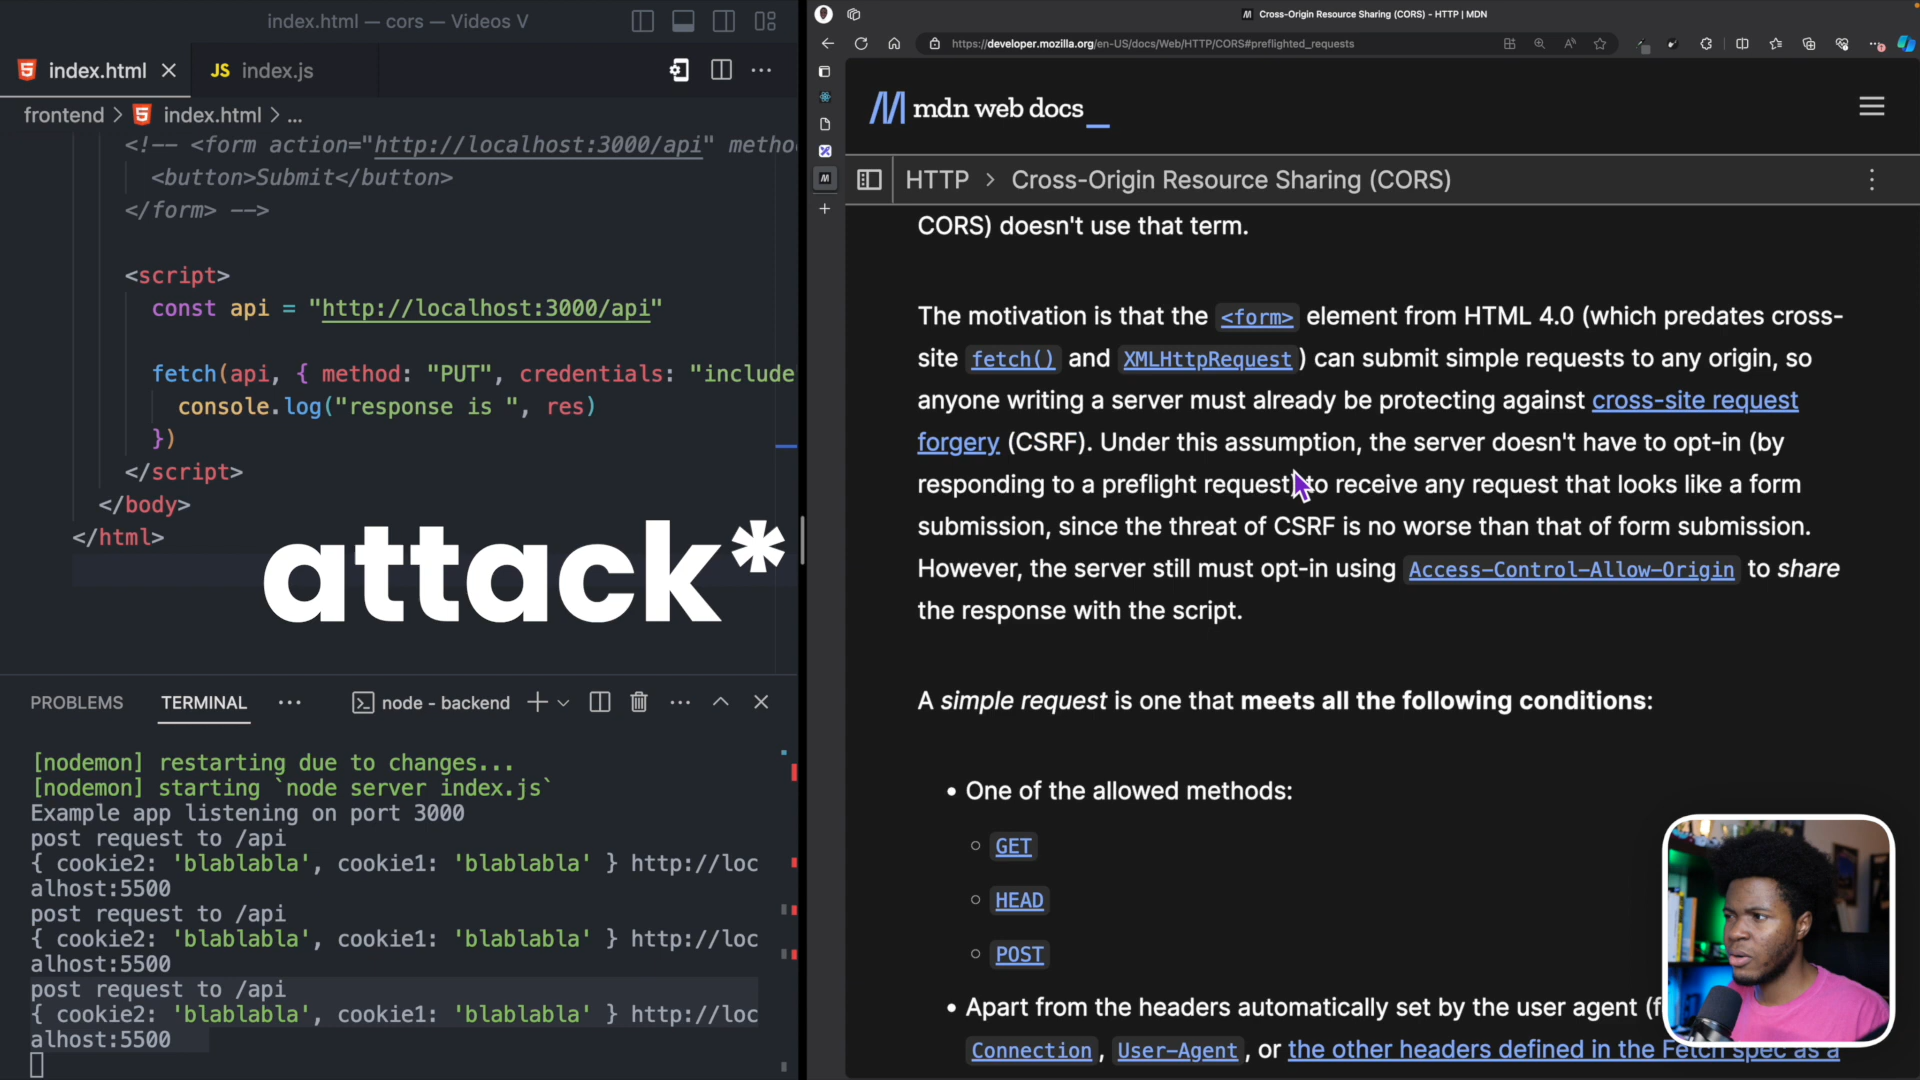 index.html — cors — Videos V
index.html
JS index.js
frontend > index.html > ...
<!-- <form action="http://localhost:3000/api" metho
<button>Submit</button>
</form> -->
<script>
const api = "http://localhost:3000/api"
fetch(api, { method: "PUT", credentials: "include"
console.log("response is ", res)
})
</script>
</body>
</html>
attack*
PROBLEMS TERMINAL ... node - backend
[nodemon] restarting due to changes...
[nodemon] starting `node server index.js`
Example app listening on port 3000
post request to /api
{ cookie2: 'blablabla', cookie1: 'blablabla' } http://loc
alhost:5500
post request to /api
{ cookie2: 'blablabla', cookie1: 'blablabla' } http://loc
alhost:5500
post request to /api
{ cookie2: 'blablabla', cookie1: 'blablabla' } http://loc
alhost:5500
Cross-Origin Resource Sharing (CORS) - HTTP | MDN
https://developer.mozilla.org/en-US/docs/Web/HTTP/CORS#preflighted_requests
mdn web docs_
HTTP > Cross-Origin Resource Sharing (CORS)
CORS) doesn't use that term.
The motivation is that the <form> element from HTML 4.0 (which predates cross-
site fetch() and XMLHttpRequest) can submit simple requests to any origin, so
anyone writing a server must already be protecting against cross-site request
forgery (CSRF). Under this assumption, the server doesn't have to opt-in (by
responding to a preflight request) to receive any request that looks like a form
submission, since the threat of CSRF is no worse than that of form submission.
However, the server still must opt-in using Access-Control-Allow-Origin to share
the response with the script.
A simple request is one that meets all the following conditions:
• One of the allowed methods:
GET
HEAD
POST
• Apart from the headers automatically set by the user agent (f
Connection, User-Agent, or the other headers defined in the Fetch spec as a